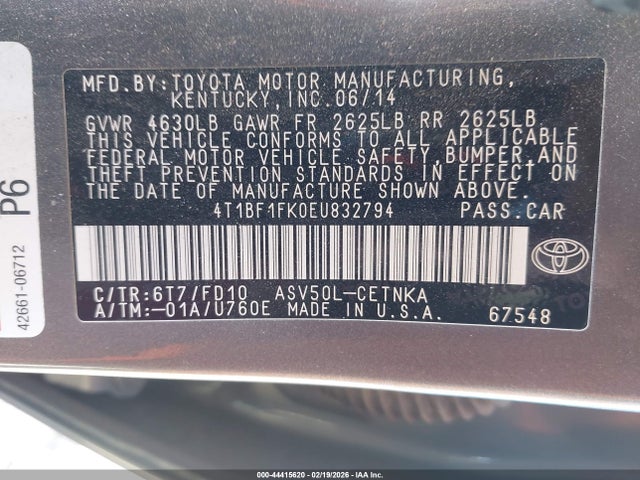 MFD.BY:TOYOTA MOTOR MANUFACTURING,
KENTUCKY,INC.06/14
GVWR 4630LB GAWR FR 2625LB RR 2625LB
THIS VEHICLE CONFORMS TO ALL APPLICABLE
FEDERAL MOTOR VEHICLE SAFETY,BUMPER,AND
THEFT PREVENTION STANDARDS IN EFFECT ON
THE DATE OF MANUFACTURE SHOWN ABOVE.
4T1BF1FK0EU832794 PASS.CAR
C/TR:6T7/FD10 ASV50L-CETNKA
A/TM:-01A/U760E MADE IN U.S.A. 67548
P6
42661-06712
000-44415620 - 02/19/2026 - IAAI Inc.